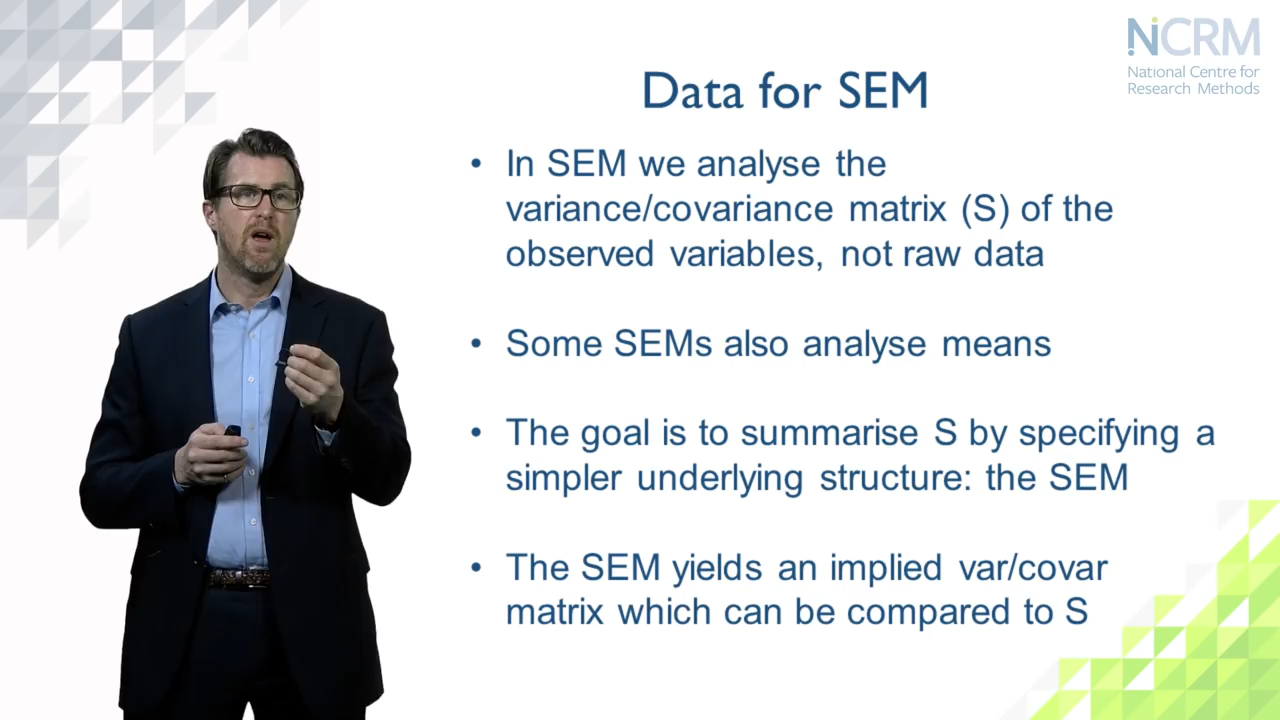 NCRM
National Centre for
Research Methods
Data for SEM
• In SEM we analyse the
variance/covariance matrix (S) of the
observed variables, not raw data
• Some SEMs also analyse means
• The goal is to summarise S by specifying a
simpler underlying structure: the SEM
• The SEM yields an implied var/covar
matrix which can be compared to S